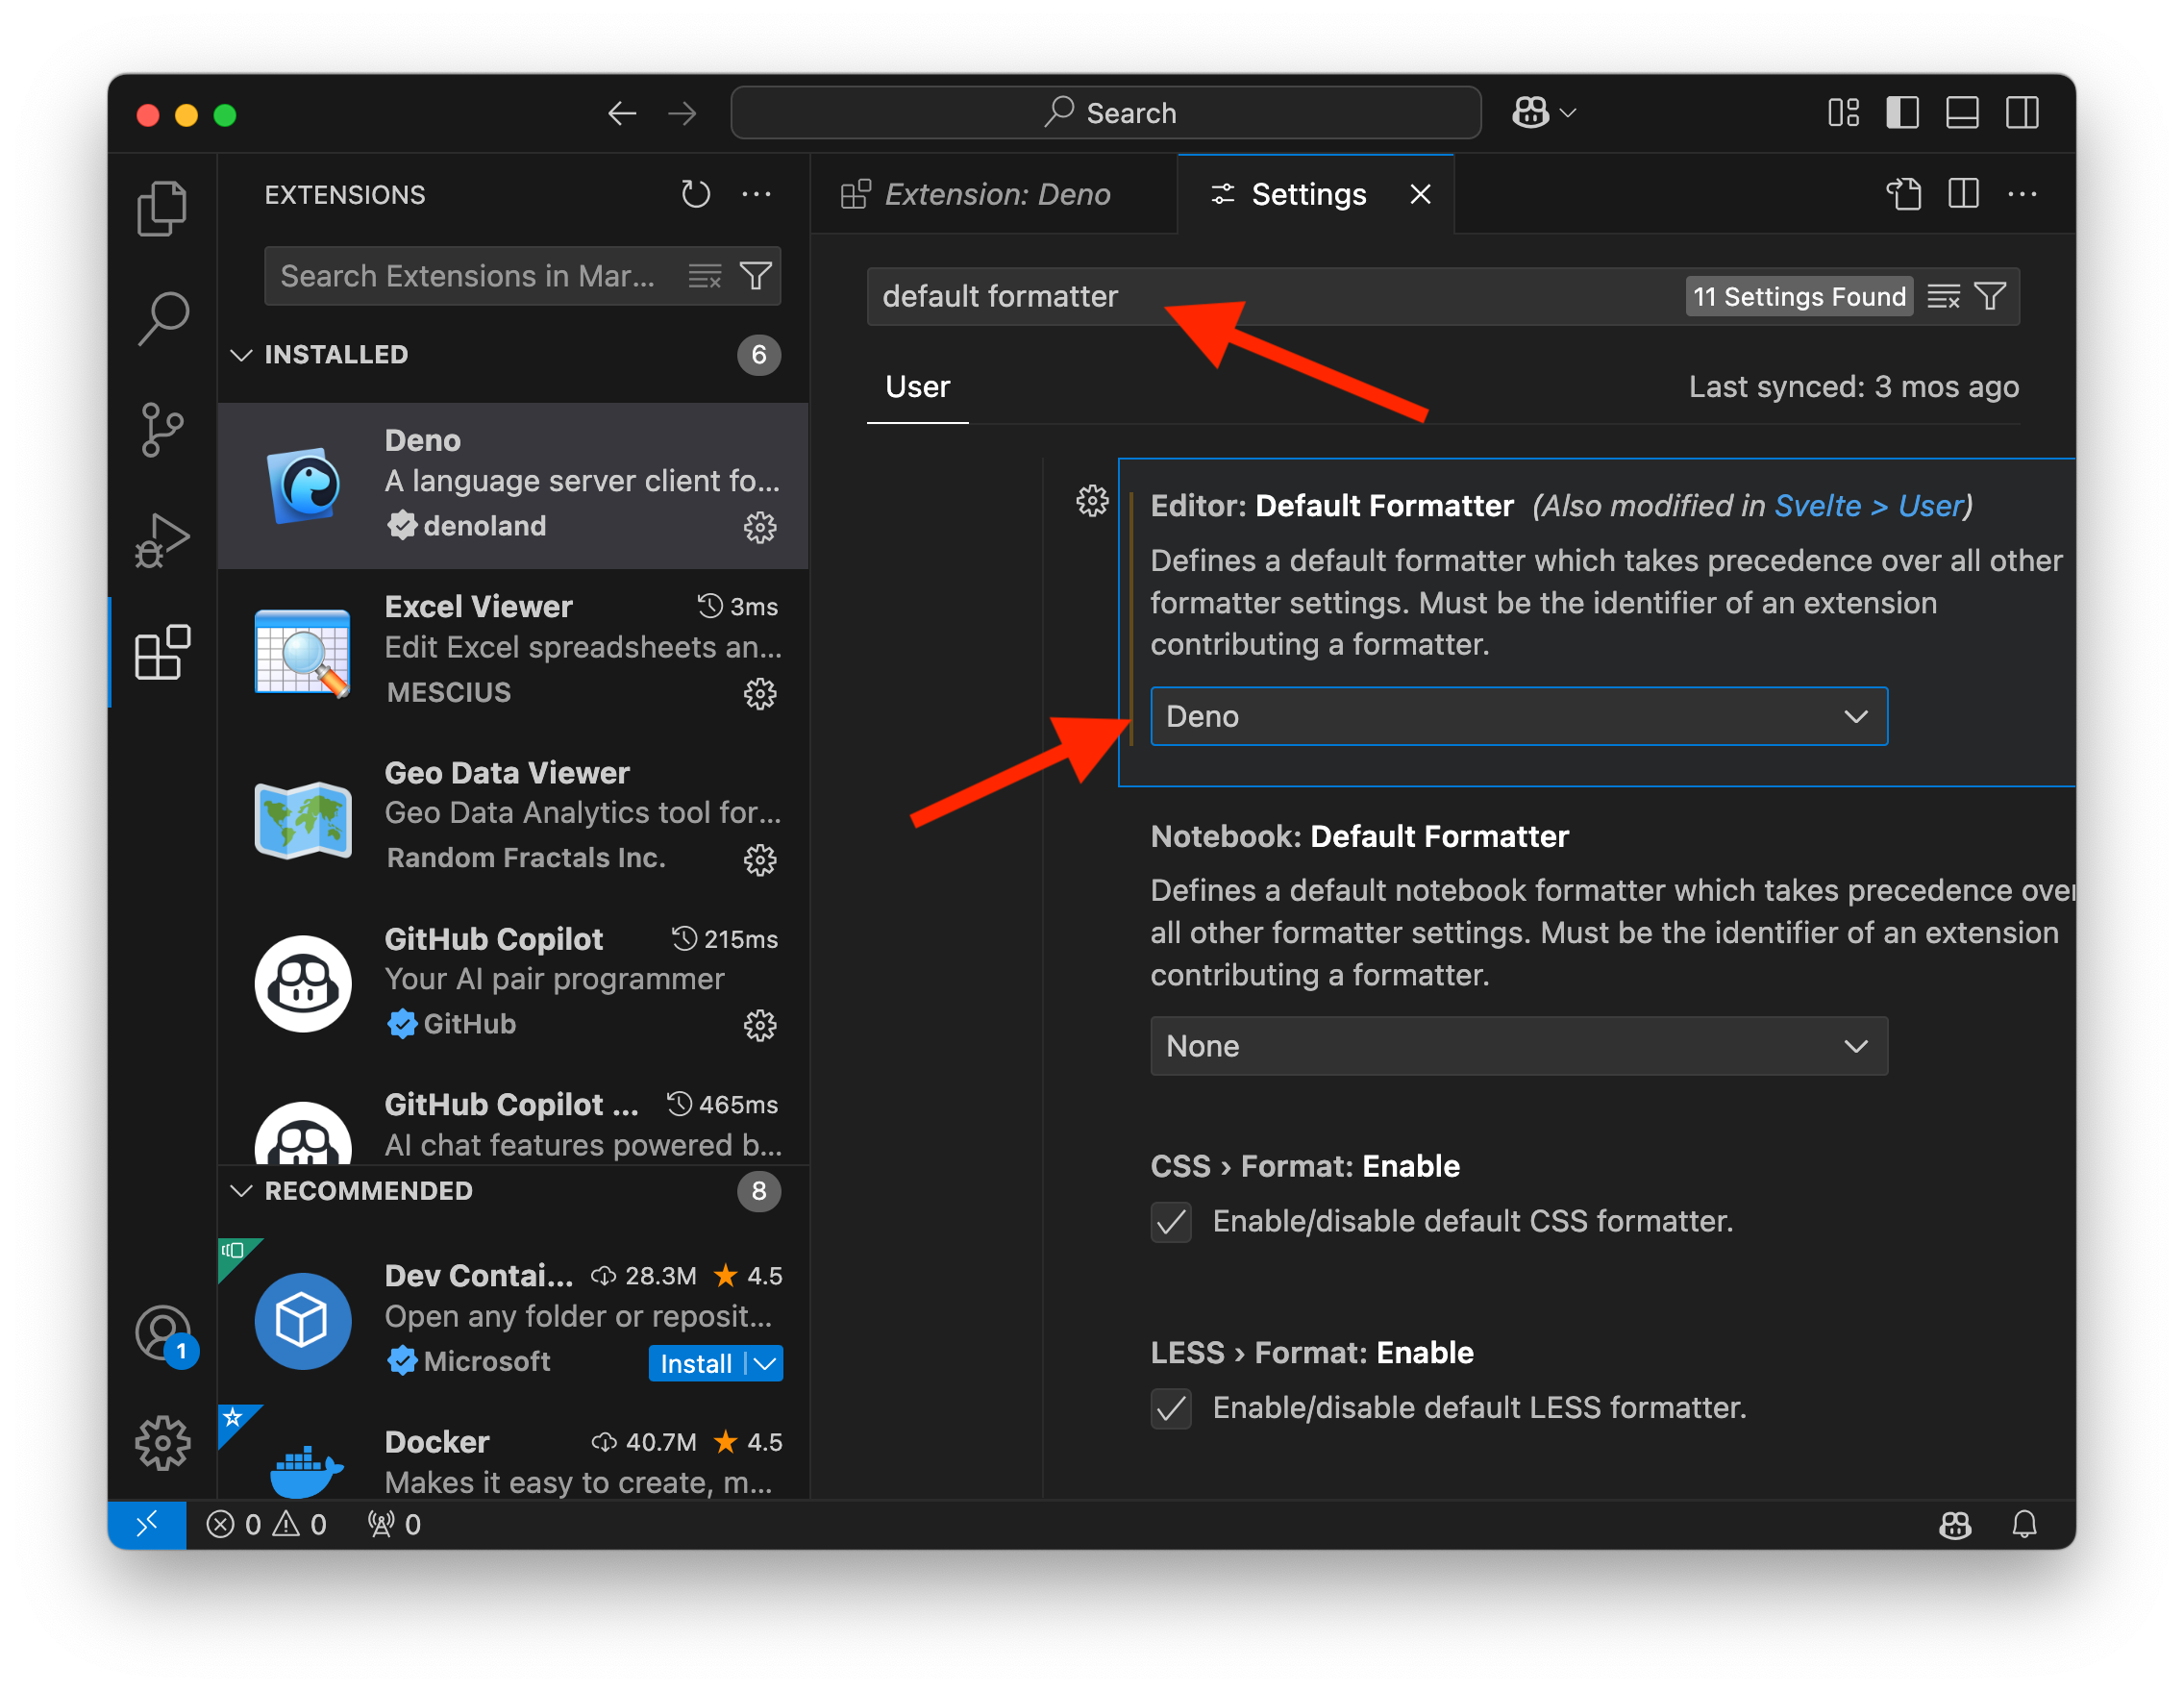 Search
EXTENSIONS
Search Extensions in Mar...
INSTALLED
6
Deno
A language server client fo...
denoland
Excel Viewer
3ms
Edit Excel spreadsheets an...
MESCIUS
Geo Data Viewer
Geo Data Analytics tool for...
Random Fractals Inc.
GitHub Copilot
215ms
Your AI pair programmer
GitHub
GitHub Copilot ...
465ms
AI chat features powered b...
RECOMMENDED
8
Dev Contai...
28.3M
4.5
Open any folder or reposit...
Microsoft
Install
Docker
40.7M
4.5
Makes it easy to create, m...
1
Extension: Deno
Settings
default formatter
11 Settings Found
User
Last synced: 3 mos ago
Editor: Default Formatter (Also modified in Svelte > User)
Defines a default formatter which takes precedence over all other
formatter settings. Must be the identifier of an extension
contributing a formatter.
Deno
Notebook: Default Formatter
Defines a default notebook formatter which takes precedence over
all other formatter settings. Must be the identifier of an extension
contributing a formatter.
None
CSS › Format: Enable
Enable/disable default CSS formatter.
LESS › Format: Enable
Enable/disable default LESS formatter.
0
0
0